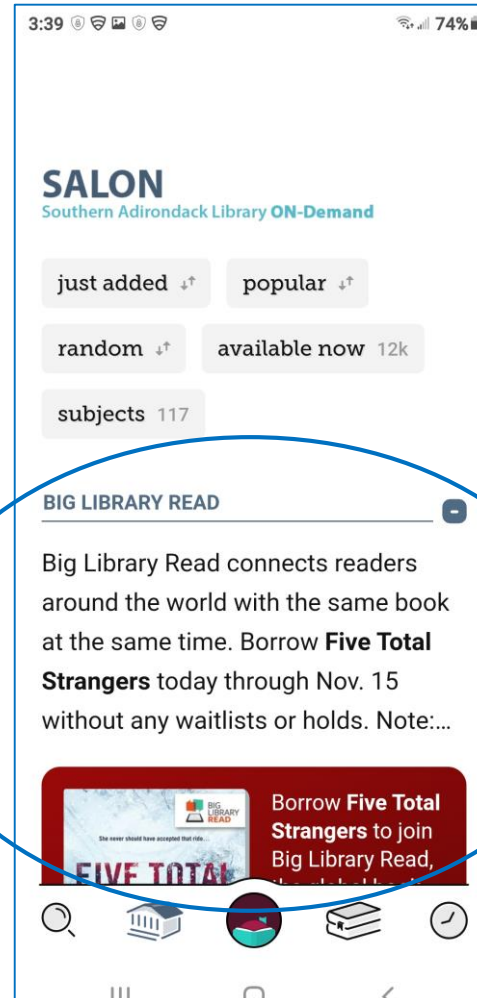 3:39 74%
SALON
Southern Adirondack Library ON-Demand
just added popular
random available now 12k
subjects 117
BIG LIBRARY READ
Big Library Read connects readers
around the world with the same book
at the same time. Borrow Five Total
Strangers today through Nov. 15
without any waitlists or holds. Note:...
BIG
LIBRARY
READ
She never should have accepted that ride...
FIVE TOTAL
Borrow Five Total
Strangers to join
Big Library Read,